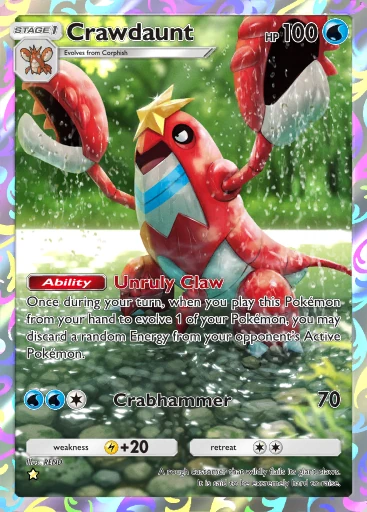 STAGE 1
Crawdaunt
HP 100
Evolves from Corphish
Ability Unruly Claw
Once during your turn, when you play this Pokémon
from your hand to evolve 1 of your Pokémon, you may
discard a random Energy from your opponent's Active
Pokémon.
Crabhammer 70
weakness +20 retreat
Illus. REND
A rough customer that wildly flails its giant claws.
It is said to be extremely hard to raise.